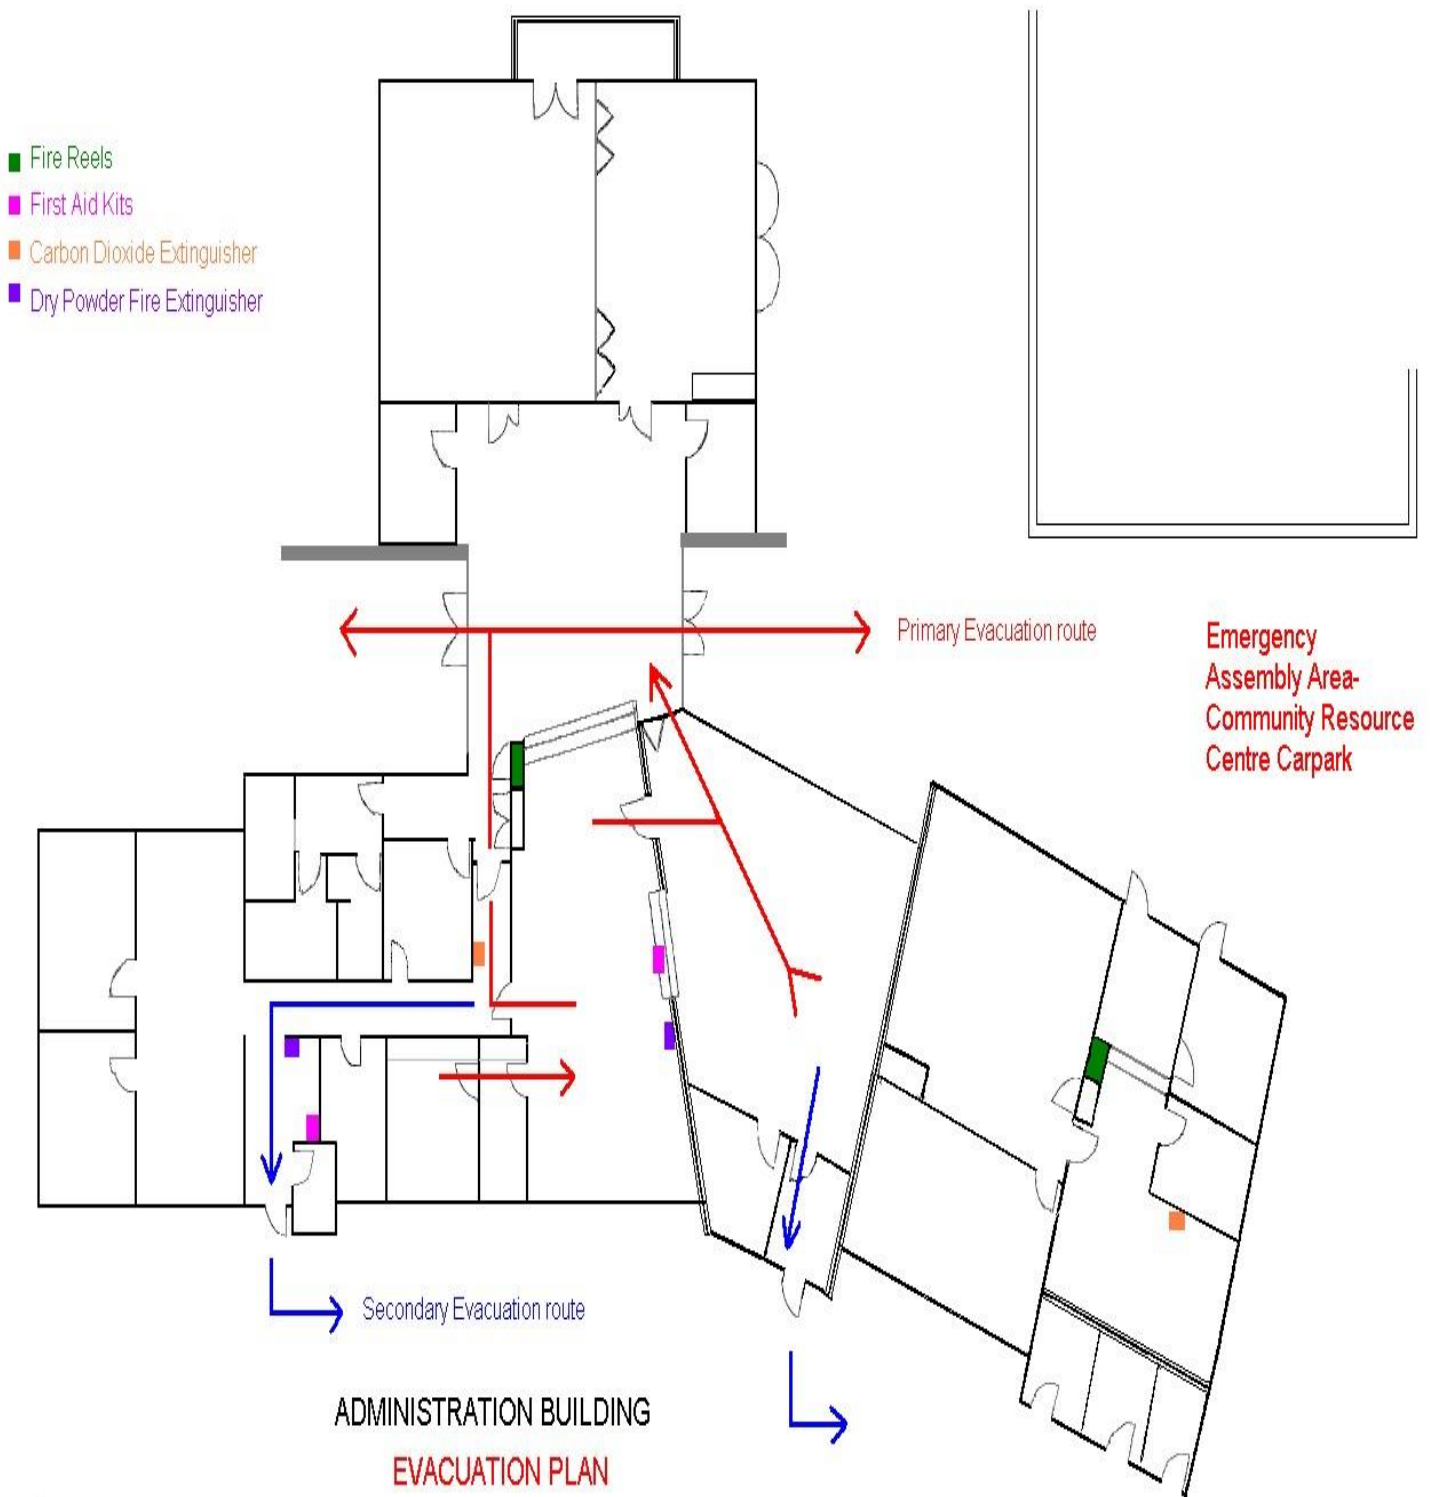 Fire Reels
First Aid Kits
Carbon Dioxide Extinguisher
Dry Powder Fire Extinguisher
Primary Evacuation route
Emergency
Assembly Area-
Community Resource
Centre Carpark
Secondary Evacuation route
ADMINISTRATION BUILDING
EVACUATION PLAN